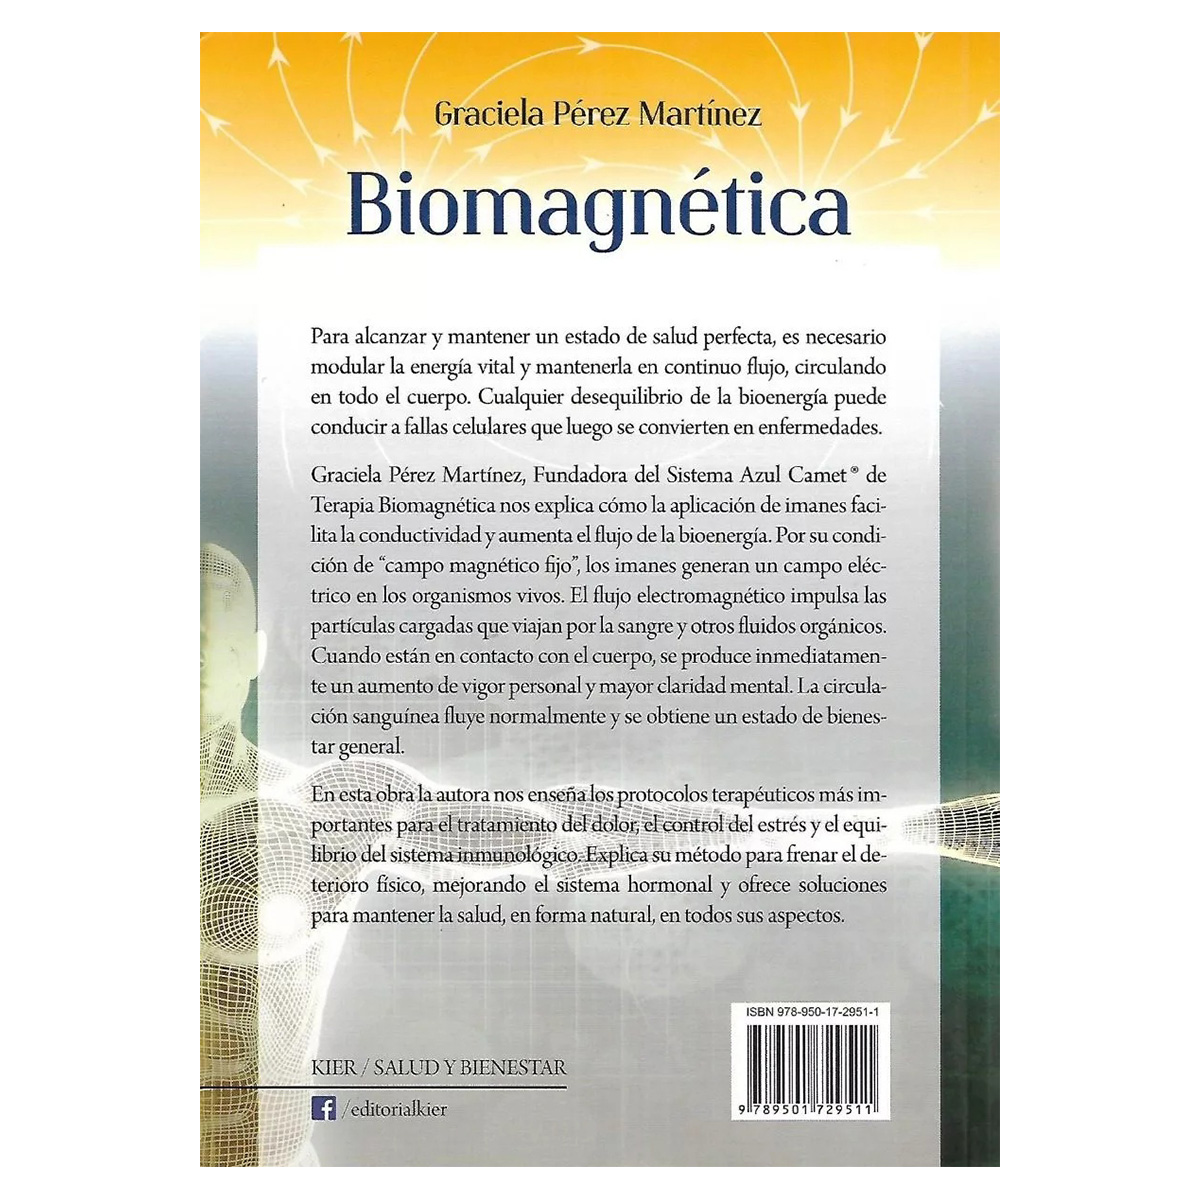 Graciela Pérez Martínez
Biomagnética
Para alcanzar y mantener un estado de salud perfecta, es necesario
modular la energía vital y mantenerla en continuo flujo, circulando
en todo el cuerpo. Cualquier desequilibrio de la bioenergía puede
conducir a fallas celulares que luego se convierten en enfermedades.
Graciela Pérez Martínez, Fundadora del Sistema Azul Camet® de
Terapia Biomagnética nos explica cómo la aplicación de imanes faci-
lita la conductividad y aumenta el flujo de la bioenergía. Por su condi-
ción de “campo magnético fijo”, los imanes generan un campo eléc-
trico en los organismos vivos. El flujo electromagnético impulsa las
partículas cargadas que viajan por la sangre y otros fluidos orgánicos.
Cuando están en contacto con el cuerpo, se produce inmediatamen-
te un aumento de vigor personal y mayor claridad mental. La circula-
ción sanguínea fluye normalmente y se obtiene un estado de bienes-
tar general.
En esta obra la autora nos enseña los protocolos terapéuticos más im-
portantes para el tratamiento del dolor, el control del estrés y el equi-
librio del sistema inmunológico. Explica su método para frenar el de-
terioro físico, mejorando el sistema hormonal y ofrece soluciones
para mantener la salud, en forma natural, en todos sus aspectos.
ISBN 978-950-17-2951-1
9 789501 729511
KIER / SALUD Y BIENESTAR
f /editorialkier